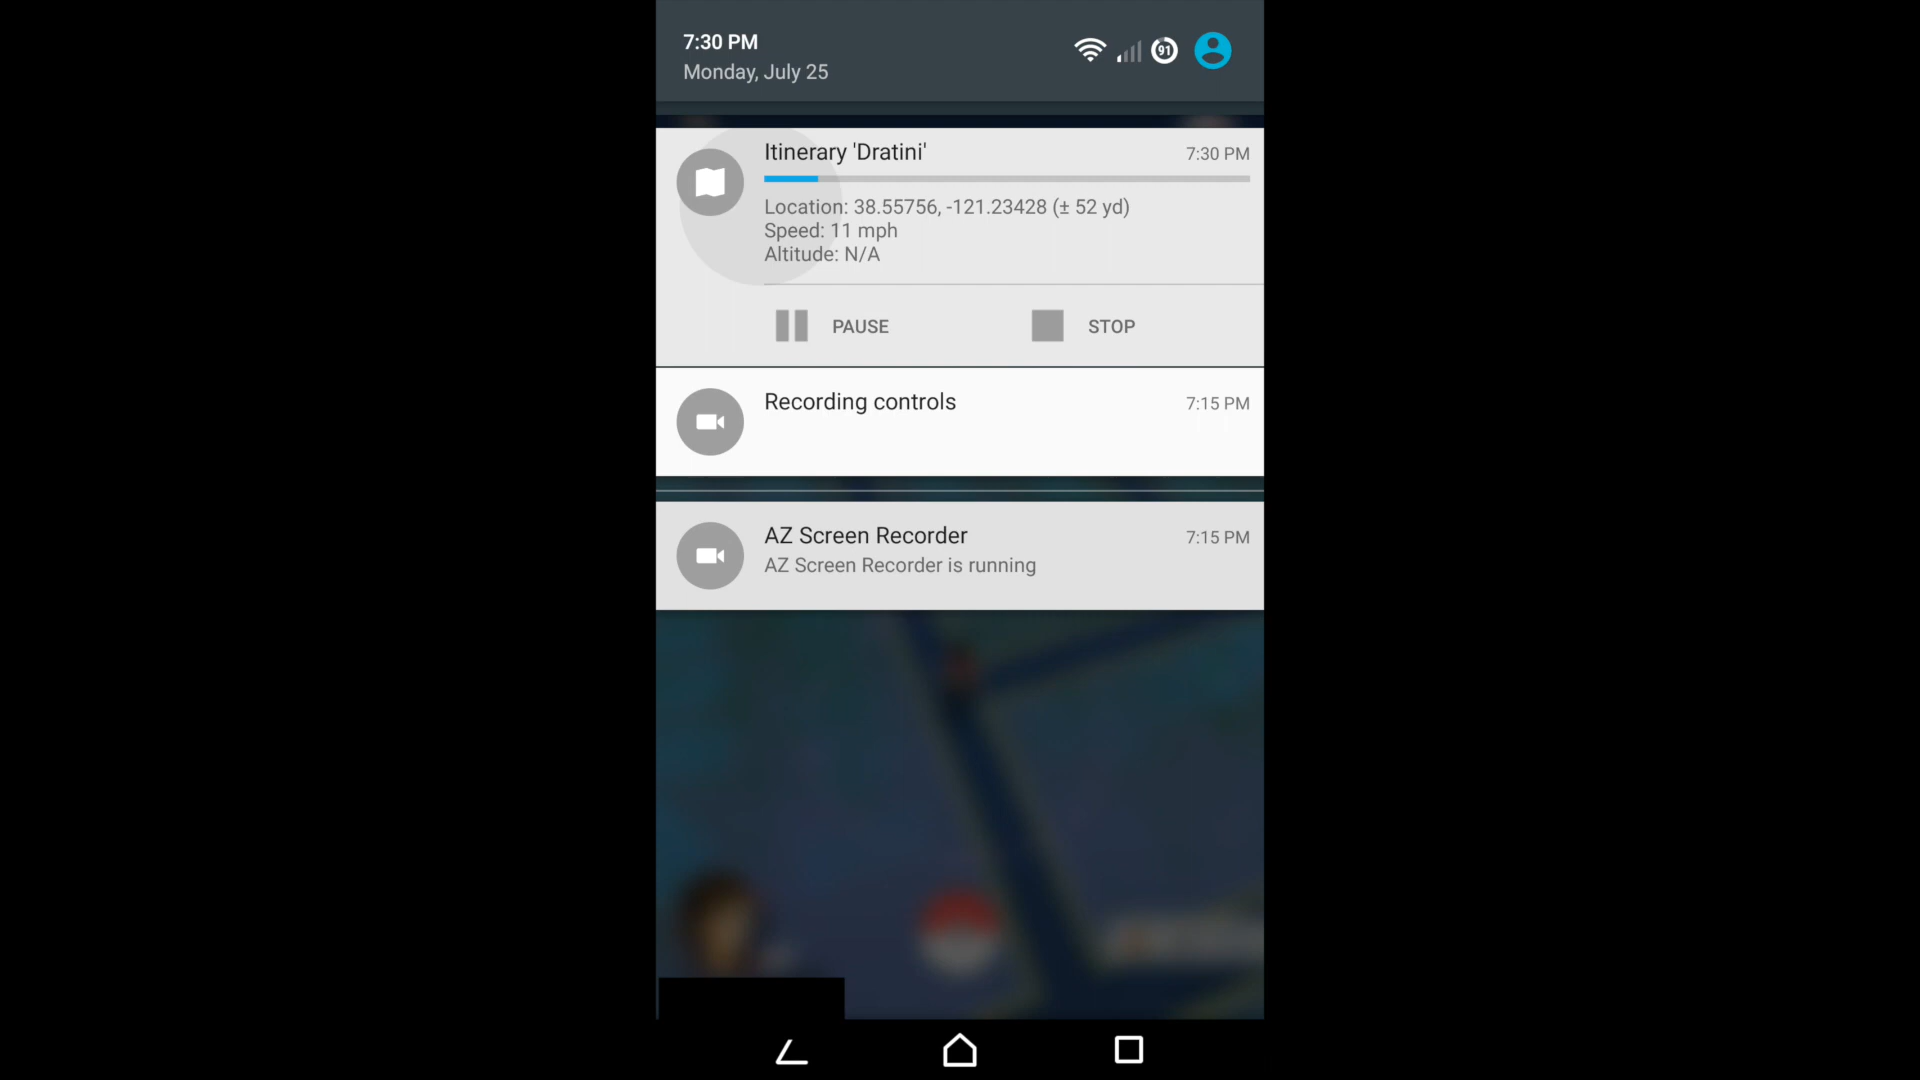 7:30 PM
Monday, July 25
91
Itinerary 'Dratini'
7:30 PM
Location: 38.55756, -121.23428 (± 52 yd)
Speed: 11 mph
Altitude: N/A
PAUSE
STOP
Recording controls
7:15 PM
AZ Screen Recorder
7:15 PM
AZ Screen Recorder is running